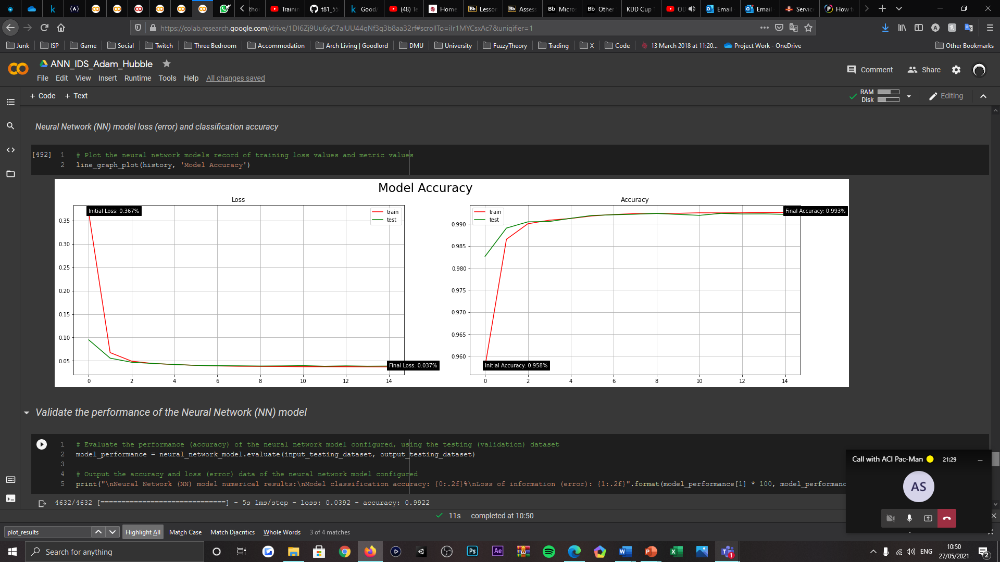 Trainin
t81_55
Good/
(48) Te
Home
Lesson
Assess
Micros
Other
KDD Cup
OD
Email
Email
Servic
How t
https://colab.research.google.com/drive/1DI6Zj9Uu6yC7alUU44qNf3q3b8aa32rf#scrollTo=iIr1MYCsxAc7&uniqifier=1
Junk ISP Game Social Twitch Three Bedroom Accommodation Arch Living | Goodlord DMU University FuzzyTheory Trading X Code 13 March 2018 at 11:20... Project Work - OneDrive Other Bookmarks
ANN_IDS_Adam_Hubble
File Edit View Insert Runtime Tools Help All changes saved
Comment Share
+ Code + Text
RAM
Disk
Editing
Neural Network (NN) model loss (error) and classification accuracy
[492] 1 # Plot the neural network models record of training loss values and metric values
2 line_graph_plot(history, 'Model Accuracy')
Model Accuracy
Loss
Initial Loss: 0.367%
train
test
0.35
0.30
0.25
0.20
0.15
0.10
0.05
Final Loss: 0.037%
0 2 4 6 8 10 12 14
Accuracy
train
test
Final Accuracy: 0.993%
0.990
0.985
0.980
0.975
0.970
0.965
0.960
Initial Accuracy: 0.958%
0 2 4 6 8 10 12 14
Validate the performance of the Neural Network (NN) model
1 # Evaluate the performance (accuracy) of the neural network model configured, using the testing (validation) dataset
2 model_performance = neural_network_model.evaluate(input_testing_dataset, output_testing_dataset)
3
4 # Output the accuracy and loss (error) data of the neural network model configured
5 print("\nNeural Network (NN) model numerical results:\nModel classification accuracy: {0:.2f}%\nLoss of information (error): {1:.2f}".format(model_performance[1] * 100, model_performanc
4632/4632 [==============================] - 5s 1ms/step - loss: 0.0392 - accuracy: 0.9922
11s completed at 10:50
Call with ACI Pac-Man 21:29
AS
plot_results Highlight All Match Case Match Diacritics Whole Words 3 of 4 matches
Search for anything
Ps
Ae
ENG
10:50
27/05/2021
2